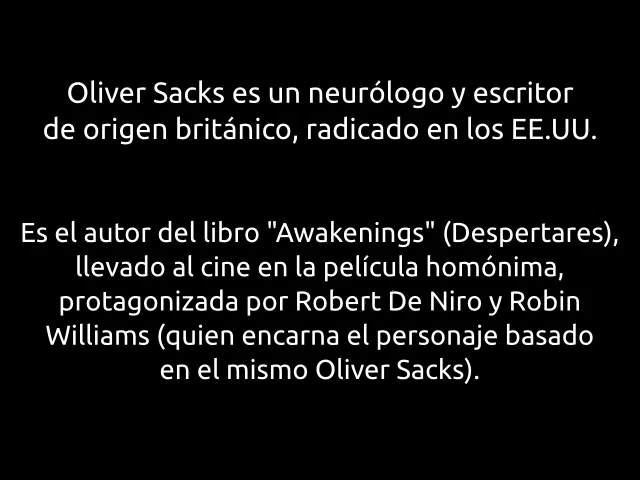 Oliver Sacks es un neurólogo y escritor
de origen británico, radicado en los EE.UU.
Es el autor del libro "Awakenings" (Despertares),
llevado al cine en la película homónima,
protagonizada por Robert De Niro y Robin
Williams (quien encarna el personaje basado
en el mismo Oliver Sacks).